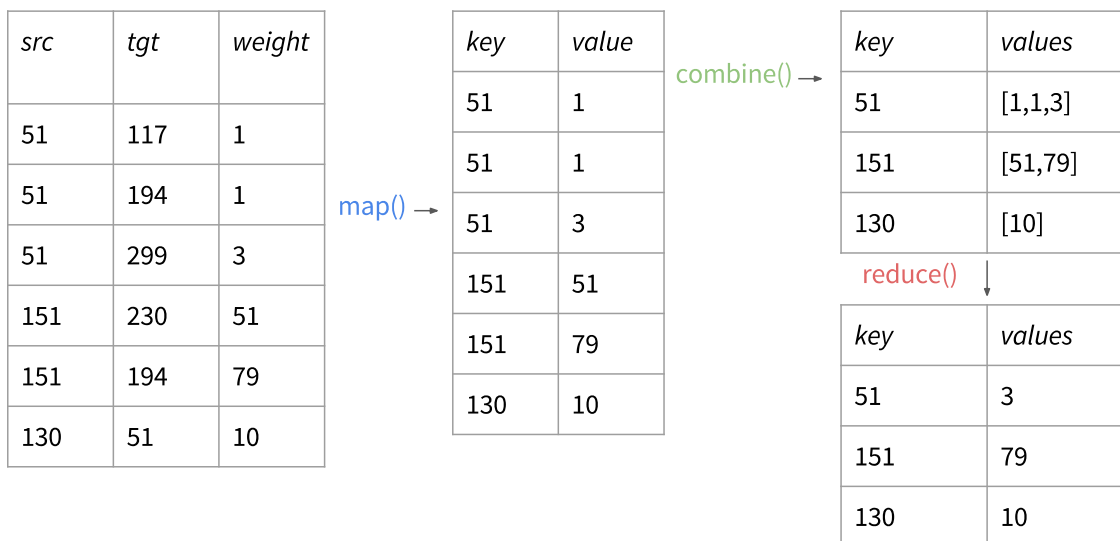 src tgt weight
51 117 1
51 194 1
51 299 3
151 230 51
151 194 79
130 51 10
map()
key value
51 1
51 1
51 3
151 51
151 79
130 10
combine()
key values
51 [1,1,3]
151 [51,79]
130 [10]
reduce()
key values
51 3
151 79
130 10